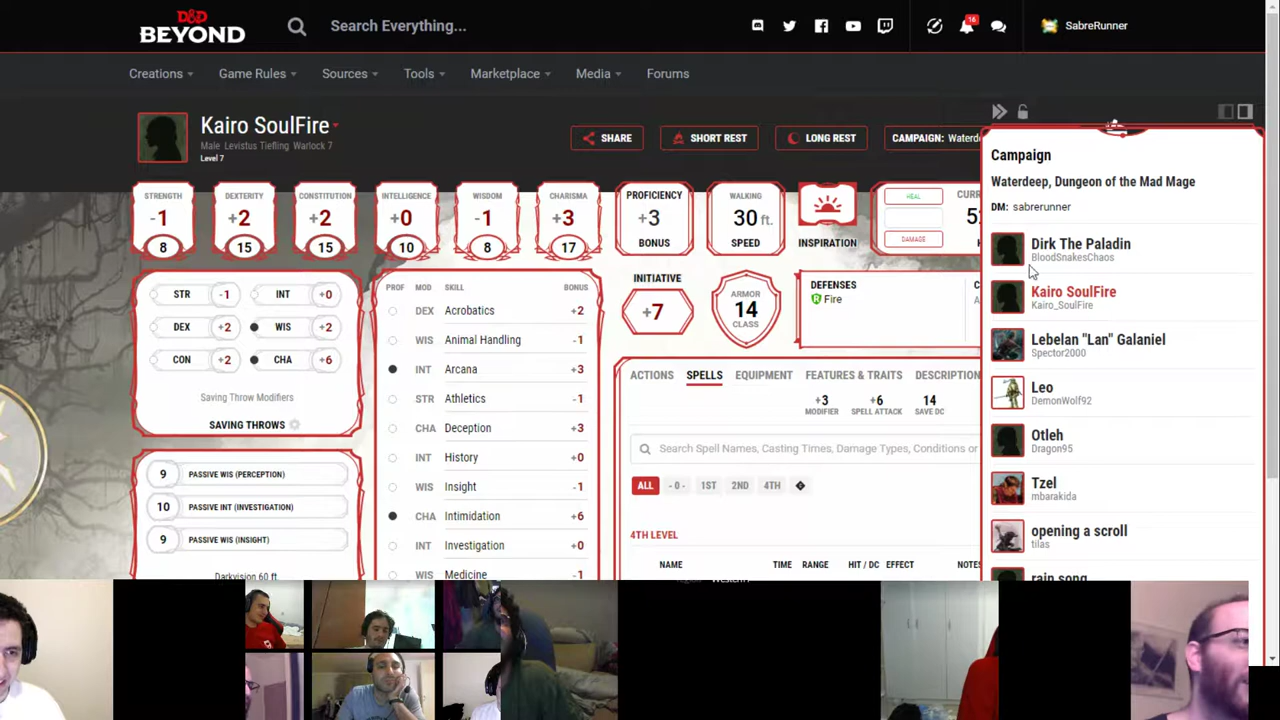 D&D
BEYOND
Search Everything...
16
SabreRunner
Creations
Game Rules
Sources
Tools
Marketplace
Media
Forums
Kairo SoulFire
Male Levistus Tiefling Warlock 7
Level 7
SHARE
SHORT REST
LONG REST
CAMPAIGN: Waterde
STRENGTH
-1
8
DEXTERITY
+2
15
CONSTITUTION
+2
15
INTELLIGENCE
+0
10
WISDOM
-1
8
CHARISMA
+3
17
PROFICIENCY
+3
BONUS
WALKING
30 ft.
SPEED
INSPIRATION
HEAL
DAMAGE
CURR
STR -1
INT +0
DEX +2
WIS +2
CON +2
CHA +6
Saving Throw Modifiers
SAVING THROWS
9 PASSIVE WIS (PERCEPTION)
10 PASSIVE INT (INVESTIGATION)
9 PASSIVE WIS (INSIGHT)
Darkvision 60 ft.
PROF MOD SKILL BONUS
DEX Acrobatics +2
WIS Animal Handling -1
INT Arcana +3
STR Athletics -1
CHA Deception +3
INT History +0
WIS Insight -1
CHA Intimidation +6
INT Investigation +0
WIS Medicine -1
INITIATIVE
+7
ARMOR
14
CLASS
DEFENSES
Fire
ACTIONS
SPELLS
EQUIPMENT
FEATURES & TRAITS
DESCRIPTION
+3
MODIFIER
+6
SPELL ATTACK
14
SAVE DC
Search Spell Names, Casting Times, Damage Types, Conditions or
ALL
- 0 -
1ST
2ND
4TH
4TH LEVEL
NAME TIME RANGE HIT / DC EFFECT NOTES
Campaign
Waterdeep, Dungeon of the Mad Mage
DM: sabrerunner
Dirk The Paladin
BloodSnakesChaos
Kairo SoulFire
Kairo_SoulFire
Lebelan "Lan" Galaniel
Spector2000
Leo
DemonWolf92
Otleh
Dragon95
Tzel
mbarakida
opening a scroll
tilas
rain song